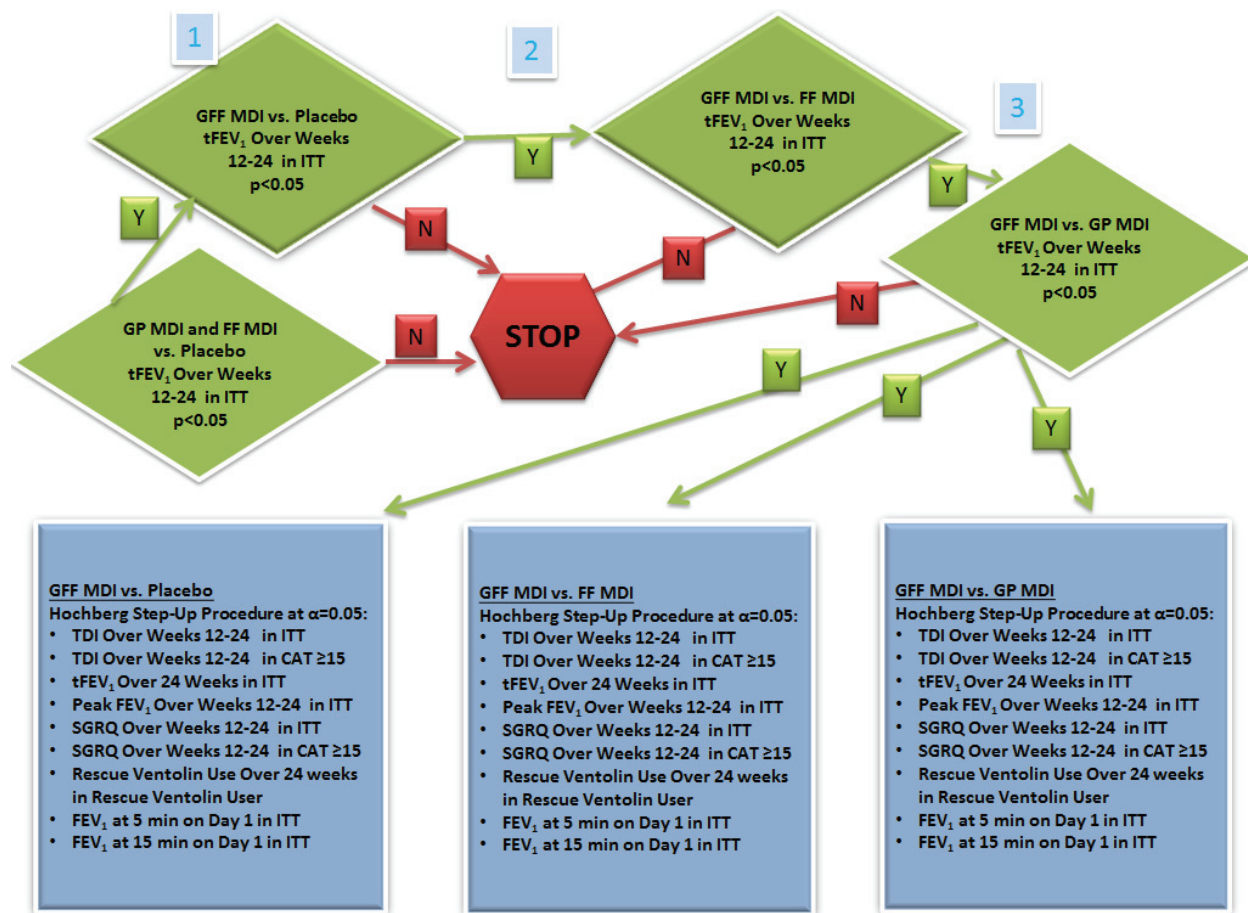 1
GFF MDI vs. Placebo
tFEV₁ Over Weeks
12-24 in ITT
p<0.05
2
GFF MDI vs. FF MDI
tFEV₁ Over Weeks
12-24 in ITT
p<0.05
3
GFF MDI vs. GP MDI
tFEV₁ Over Weeks
12-24 in ITT
p<0.05
Y
Y
Y
N
N
N
GP MDI and FF MDI
vs. Placebo
tFEV₁ Over Weeks
12-24 in ITT
p<0.05
N
STOP
Y
Y
Y
GFF MDI vs. Placebo
Hochberg Step-Up Procedure at α=0.05:
• TDI Over Weeks 12-24 in ITT
• TDI Over Weeks 12-24 in CAT ≥15
• tFEV₁ Over 24 Weeks in ITT
• Peak FEV₁ Over Weeks 12-24 in ITT
• SGRQ Over Weeks 12-24 in ITT
• SGRQ Over Weeks 12-24 in CAT ≥15
• Rescue Ventolin Use Over 24 weeks
in Rescue Ventolin User
• FEV₁ at 5 min on Day 1 in ITT
• FEV₁ at 15 min on Day 1 in ITT
GFF MDI vs. FF MDI
Hochberg Step-Up Procedure at α=0.05:
• TDI Over Weeks 12-24 in ITT
• TDI Over Weeks 12-24 in CAT ≥15
• tFEV₁ Over 24 Weeks in ITT
• Peak FEV₁ Over Weeks 12-24 in ITT
• SGRQ Over Weeks 12-24 in ITT
• SGRQ Over Weeks 12-24 in CAT ≥15
• Rescue Ventolin Use Over 24 weeks
in Rescue Ventolin User
• FEV₁ at 5 min on Day 1 in ITT
• FEV₁ at 15 min on Day 1 in ITT
GFF MDI vs. GP MDI
Hochberg Step-Up Procedure at α=0.05:
• TDI Over Weeks 12-24 in ITT
• TDI Over Weeks 12-24 in CAT ≥15
• tFEV₁ Over 24 Weeks in ITT
• Peak FEV₁ Over Weeks 12-24 in ITT
• SGRQ Over Weeks 12-24 in ITT
• SGRQ Over Weeks 12-24 in CAT ≥15
• Rescue Ventolin Use Over 24 weeks
in Rescue Ventolin User
• FEV₁ at 5 min on Day 1 in ITT
• FEV₁ at 15 min on Day 1 in ITT